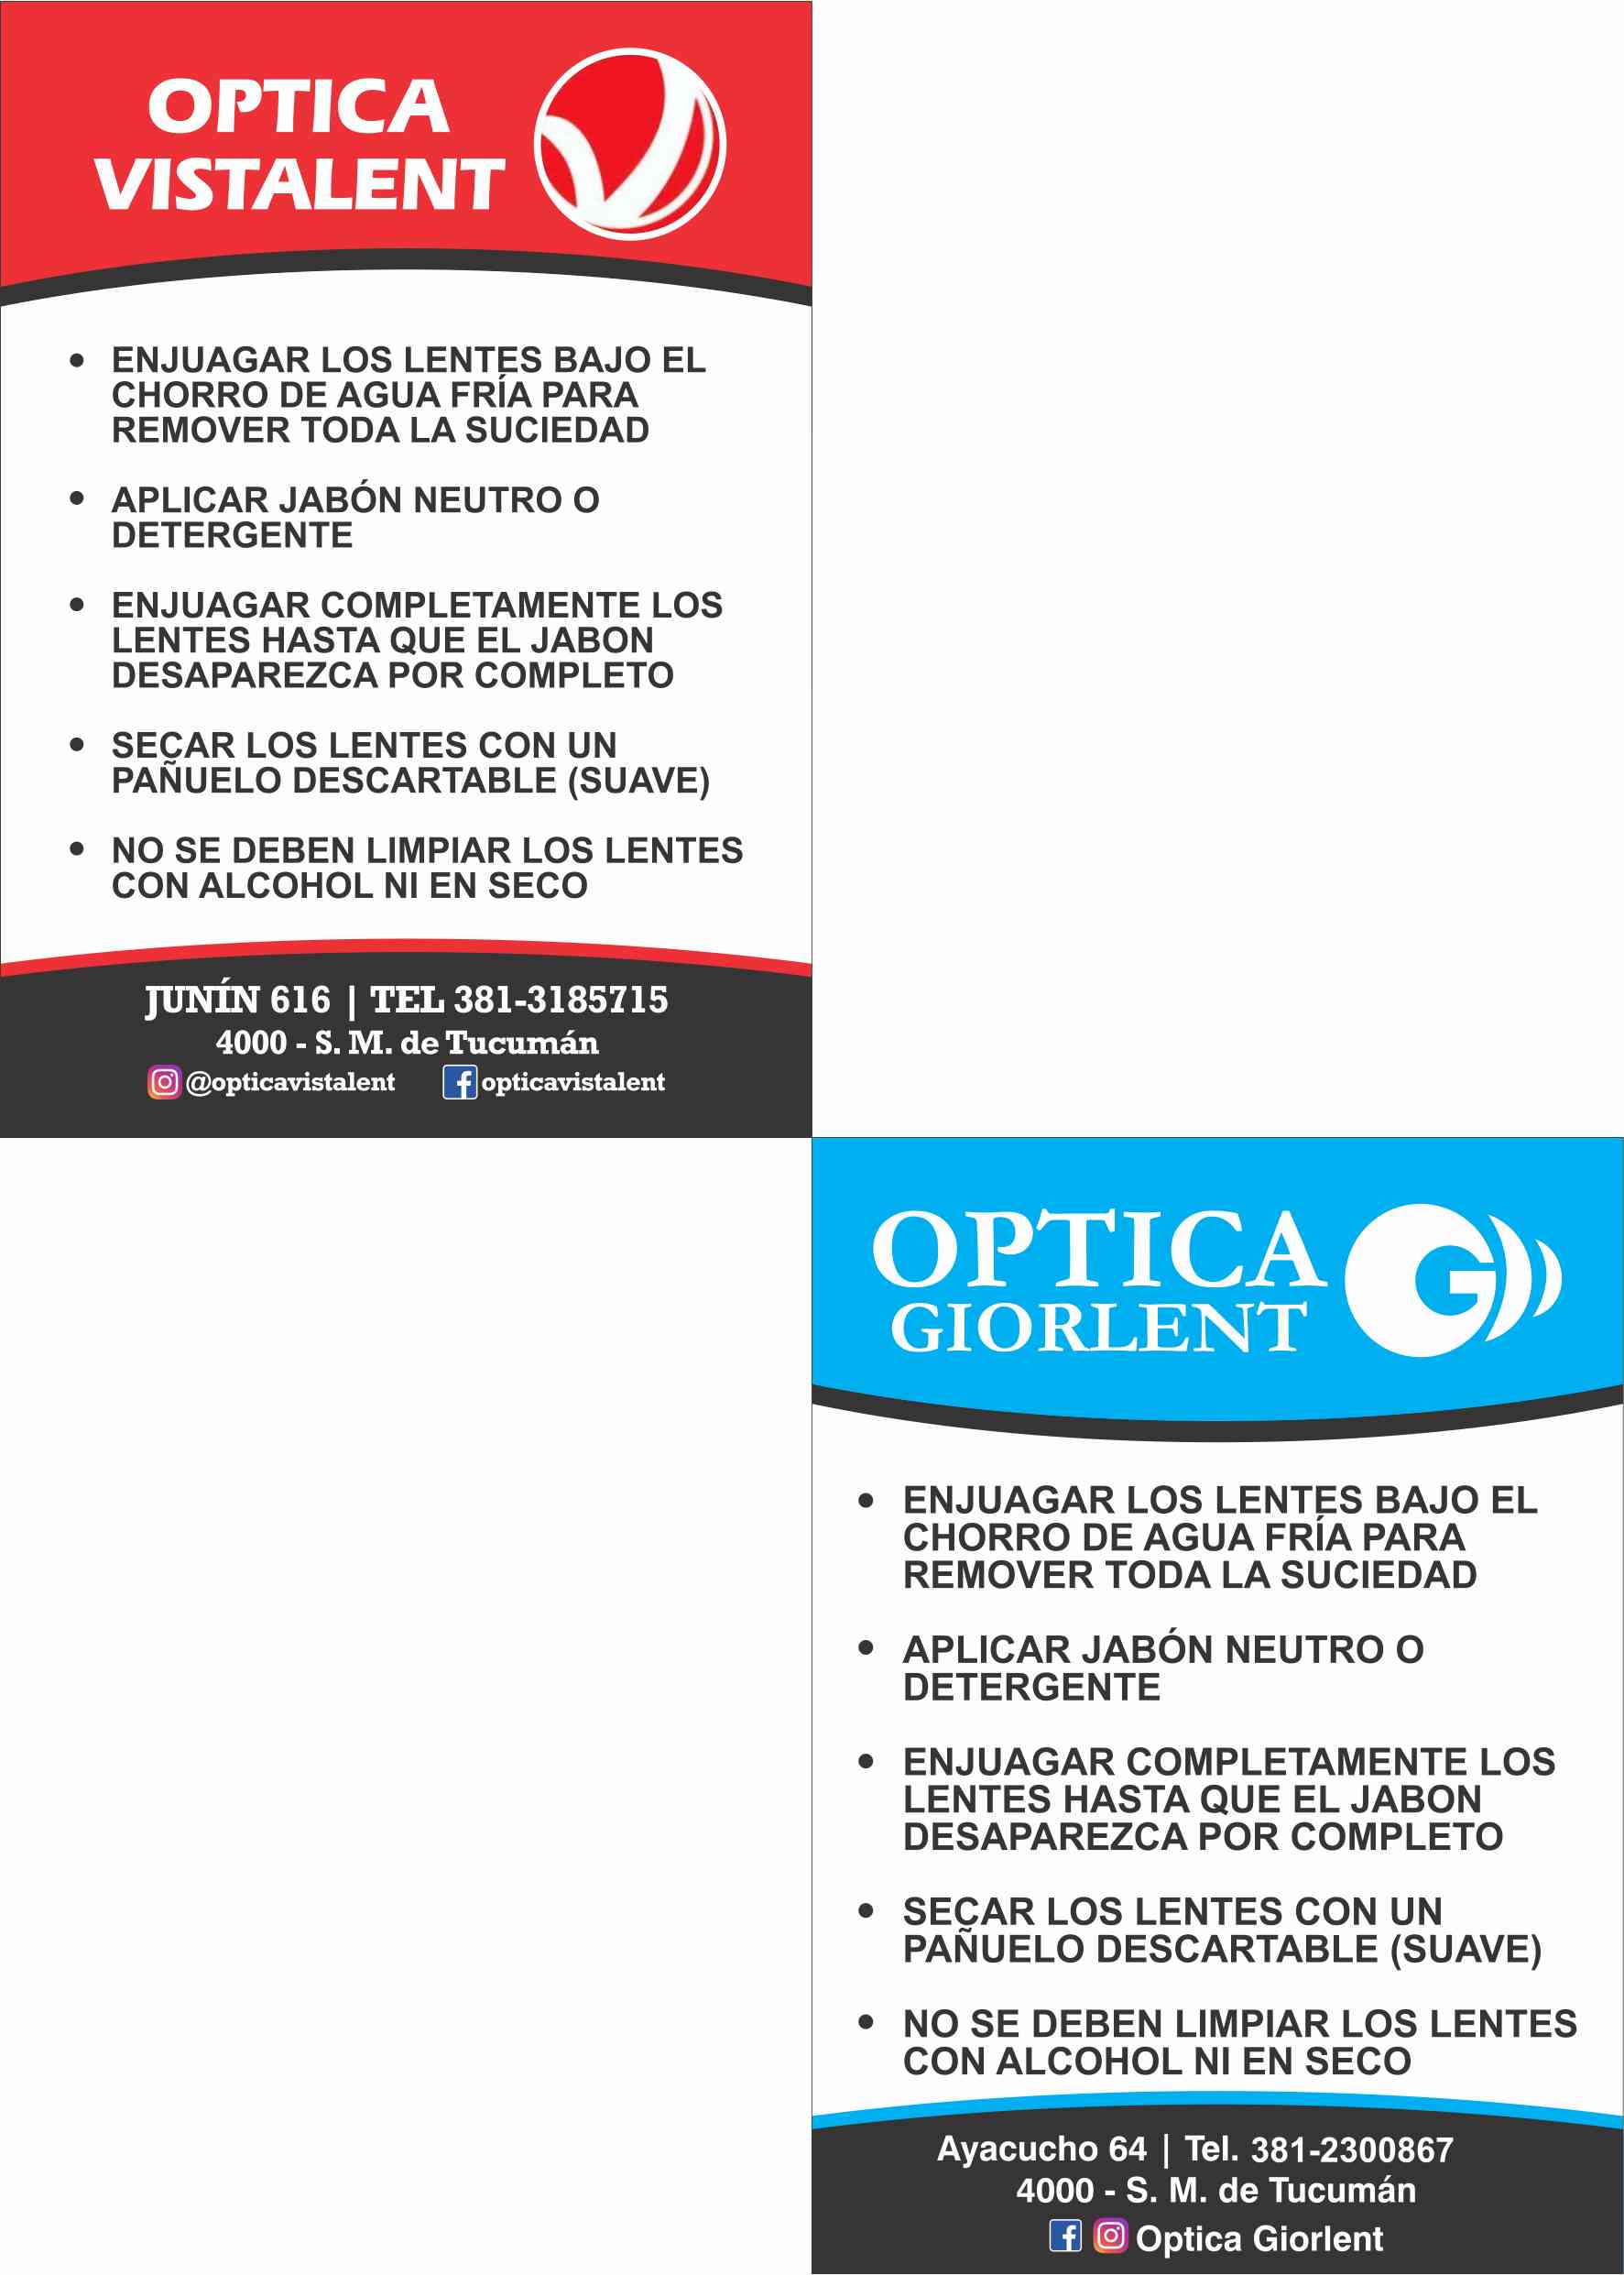 OPTICA
VISTALENT
• ENJUAGAR LOS LENTES BAJO EL
CHORRO DE AGUA FRÍA PARA
REMOVER TODA LA SUCIEDAD
• APLICAR JABÓN NEUTRO O
DETERGENTE
• ENJUAGAR COMPLETAMENTE LOS
LENTES HASTA QUE EL JABON
DESAPAREZCA POR COMPLETO
• SECAR LOS LENTES CON UN
PAÑUELO DESCARTABLE (SUAVE)
• NO SE DEBEN LIMPIAR LOS LENTES
CON ALCOHOL NI EN SECO
JUNÍN 616 | TEL 381-3185715
4000 - S. M. de Tucumán
@opticavistalent opticavistalent
OPTICA
GIORLENT
G
• ENJUAGAR LOS LENTES BAJO EL
CHORRO DE AGUA FRÍA PARA
REMOVER TODA LA SUCIEDAD
• APLICAR JABÓN NEUTRO O
DETERGENTE
• ENJUAGAR COMPLETAMENTE LOS
LENTES HASTA QUE EL JABON
DESAPAREZCA POR COMPLETO
• SECAR LOS LENTES CON UN
PAÑUELO DESCARTABLE (SUAVE)
• NO SE DEBEN LIMPIAR LOS LENTES
CON ALCOHOL NI EN SECO
Ayacucho 64 | Tel. 381-2300867
4000 - S. M. de Tucumán
Optica Giorlent